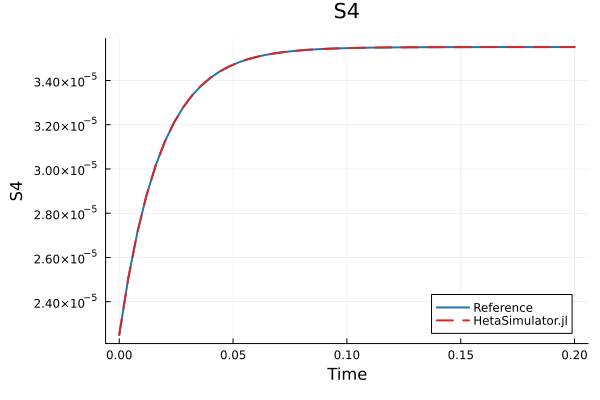 S4
3.40×10⁻⁵
3.20×10⁻⁵
3.00×10⁻⁵
2.80×10⁻⁵
2.60×10⁻⁵
2.40×10⁻⁵
S4
Reference
HetaSimulator.jl
0.00 0.05 0.10 0.15 0.20
Time